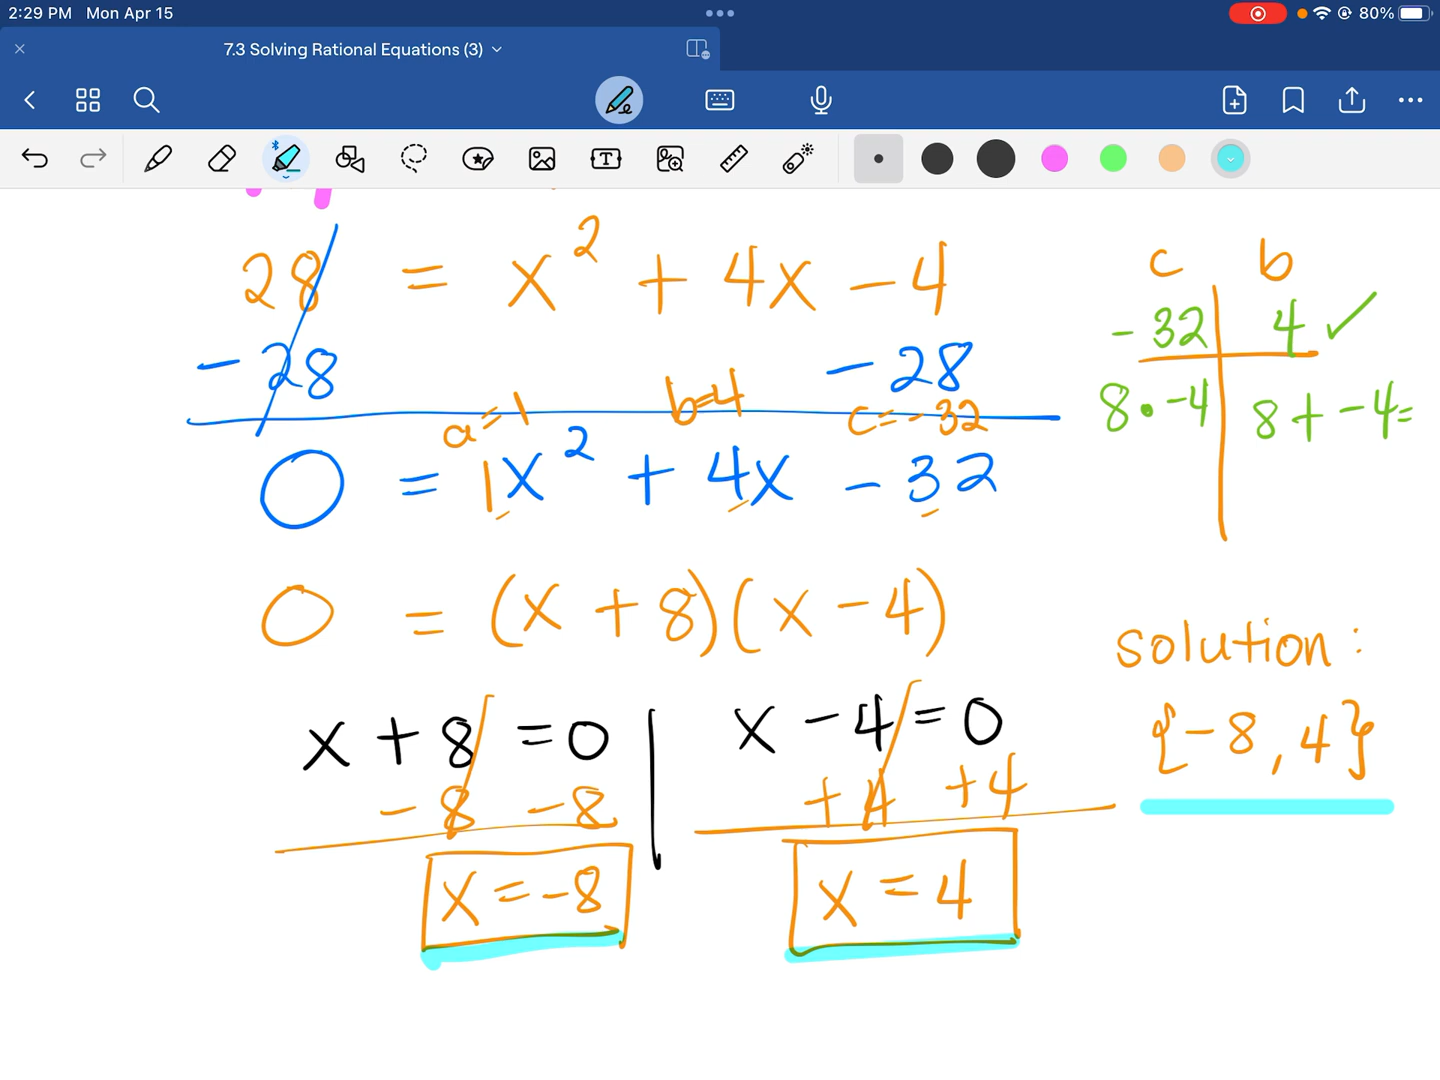 2:29 PM Mon Apr 15
80%
7.3 Solving Rational Equations (3)
28 = x² + 4x − 4
− 28 − 28
a = 1 b=4 c = −32
0 = 1x² + 4x − 32
0 = (x + 8)(x − 4)
x + 8 = 0
− 8 − 8
x = −8
x − 4 = 0
+ 4 + 4
x = 4
c b
− 32 4 ✓
8 • −4 8 + −4 =
solution :
{−8 , 4}